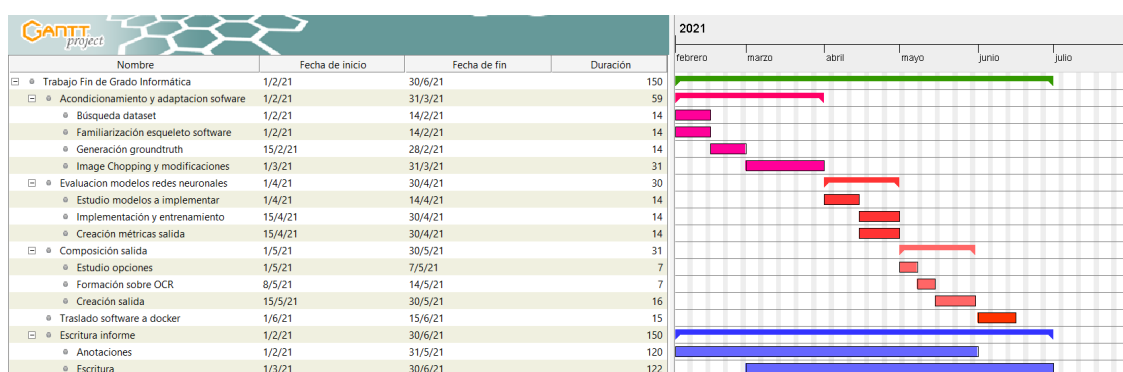 GANTT
project
2021
febrero marzo abril mayo junio julio
Nombre Fecha de inicio Fecha de fin Duración
Trabajo Fin de Grado Informática 1/2/21 30/6/21 150
Acondicionamiento y adaptacion sofware 1/2/21 31/3/21 59
Búsqueda dataset 1/2/21 14/2/21 14
Familiarización esqueleto software 1/2/21 14/2/21 14
Generación groundtruth 15/2/21 28/2/21 14
Image Chopping y modificaciones 1/3/21 31/3/21 31
Evaluacion modelos redes neuronales 1/4/21 30/4/21 30
Estudio modelos a implementar 1/4/21 14/4/21 14
Implementación y entrenamiento 15/4/21 30/4/21 14
Creación métricas salida 15/4/21 30/4/21 14
Composición salida 1/5/21 30/5/21 31
Estudio opciones 1/5/21 7/5/21 7
Formación sobre OCR 8/5/21 14/5/21 7
Creación salida 15/5/21 30/5/21 16
Traslado software a docker 1/6/21 15/6/21 15
Escritura informe 1/2/21 30/6/21 150
Anotaciones 1/2/21 31/5/21 120
Escritura 1/3/21 30/6/21 122